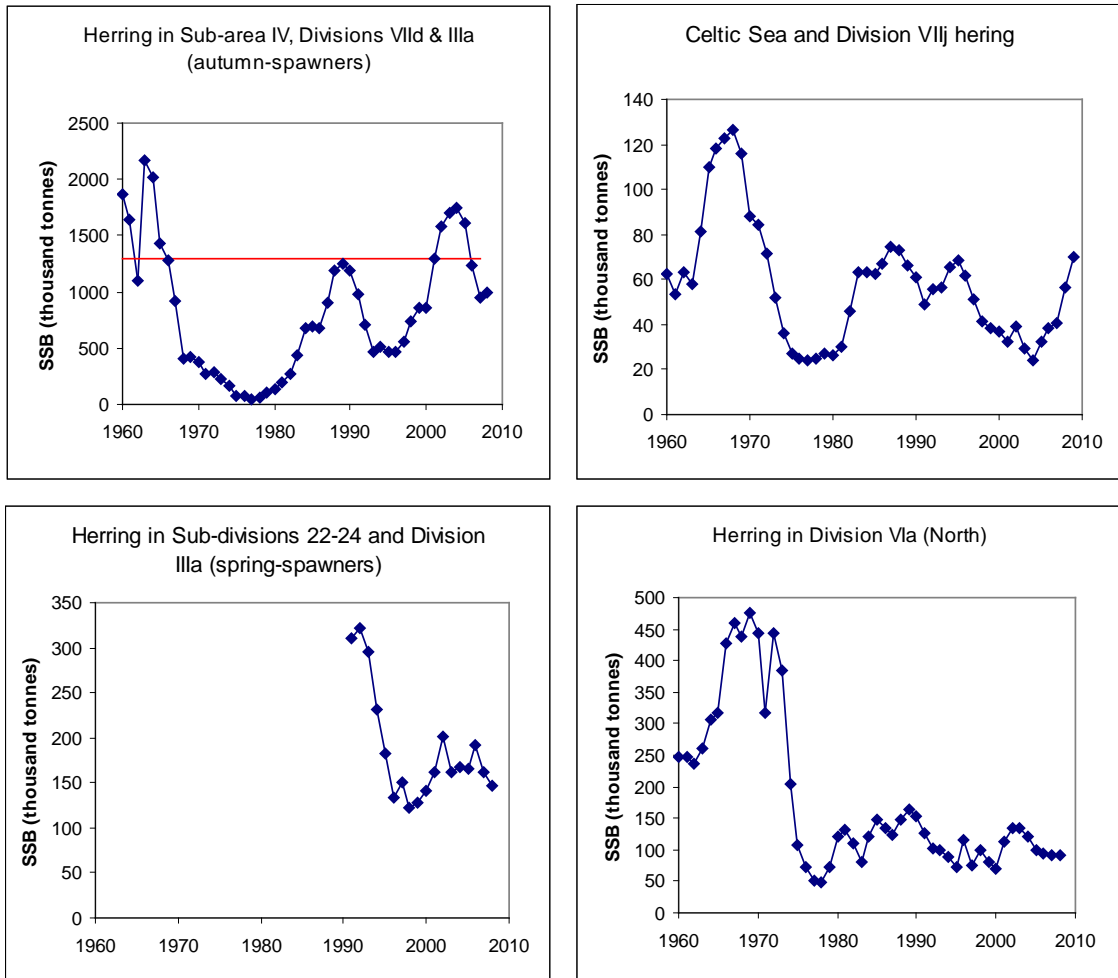 Herring in Sub-area IV, Divisions VIId & IIIa
(autumn-spawners)
SSB (thousand tonnes)
2500
2000
1500
1000
500
0
1960 1970 1980 1990 2000 2010
Celtic Sea and Division VIIj hering
SSB (thousand tonnes)
140
120
100
80
60
40
20
0
1960 1970 1980 1990 2000 2010
Herring in Sub-divisions 22-24 and Division
IIIa (spring-spawners)
SSB (thousand tonnes)
350
300
250
200
150
100
50
0
1960 1970 1980 1990 2000 2010
Herring in Division VIa (North)
SSB (thousand tonnes)
500
450
400
350
300
250
200
150
100
50
0
1960 1970 1980 1990 2000 2010